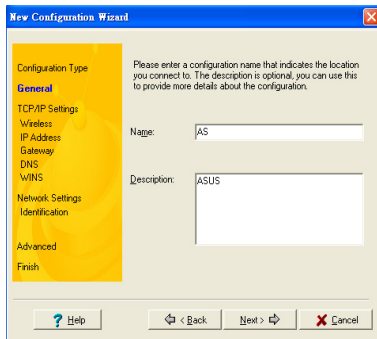 New Configuration Wizard
Configuration Type
General
TCP/IP Settings
Wireless
IP Address
Gateway
DNS
WINS
Network Settings
Identification
Advanced
Finish
Please enter a configuration name that indicates the location
you connect to. The description is optional, you can use this
to provide more details about the configuration.
Name:
AS
Description:
ASUS
? Help
< Back
Next >
Cancel